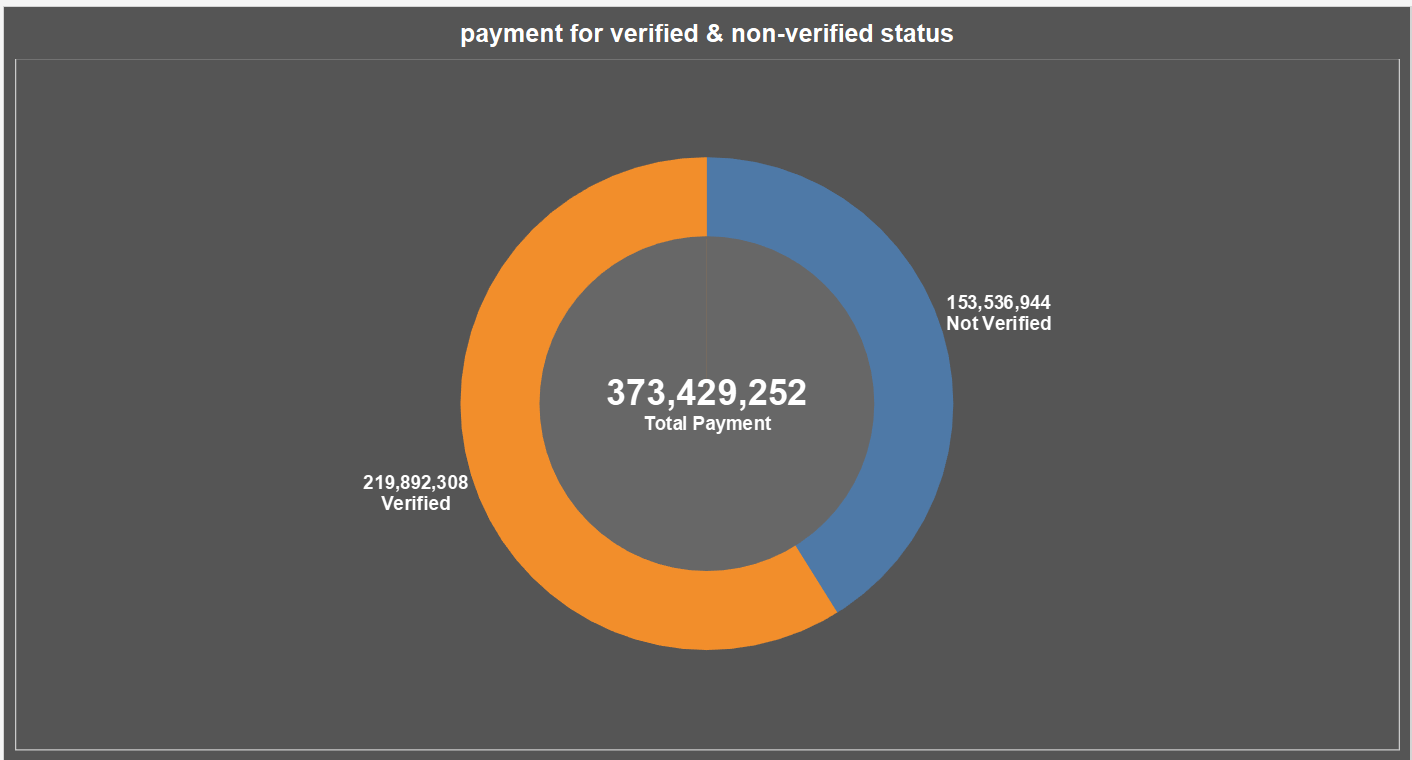 payment for verified & non-verified status
153,536,944
Not Verified
373,429,252
Total Payment
219,892,308
Verified